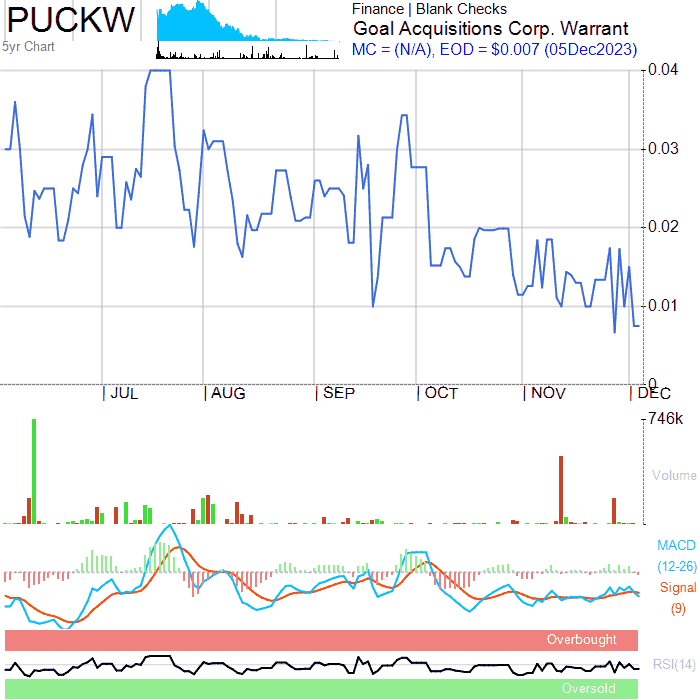 PUCKW
5yr Chart
Finance | Blank Checks
Goal Acquisitions Corp. Warrant
MC = (N/A), EOD = $0.007 (05Dec2023)
0.04
0.03
0.02
0.01
0
| JUL | AUG | SEP | OCT | NOV | DEC
746k
Volume
MACD
(12-26)
Signal
(9)
Overbought
RSI(14)
Oversold